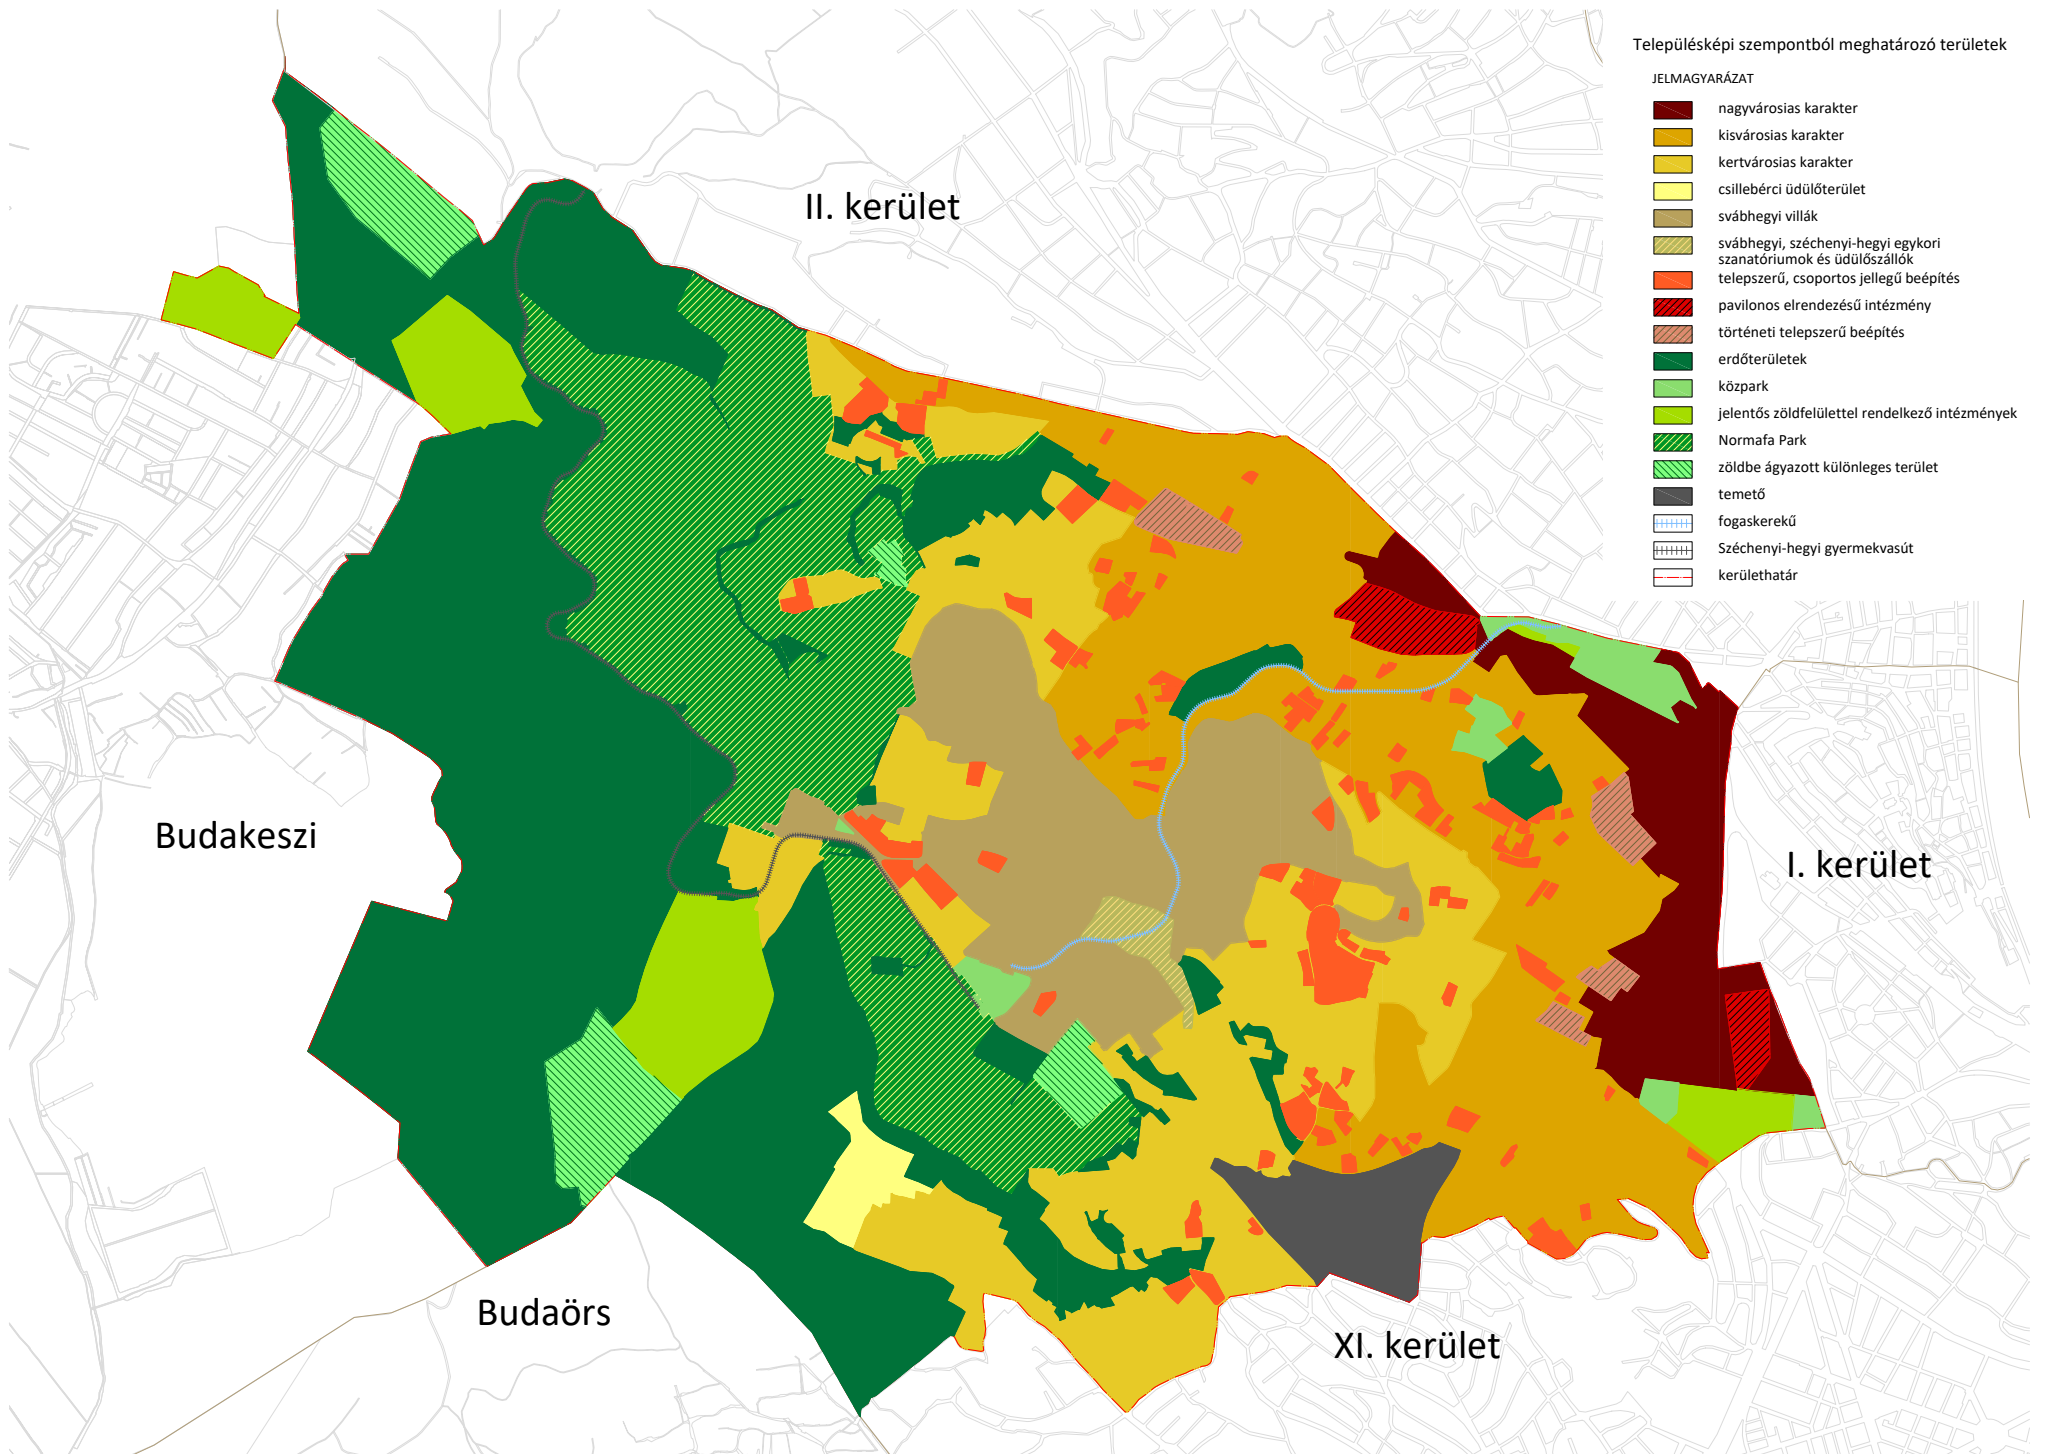 Településképi szempontból meghatározó területek
JELMAGYARÁZAT
nagyvárosias karakter
kisvárosias karakter
kertvárosias karakter
csillebérci üdülőterület
svábhegyi villák
svábhegyi, széchenyi-hegyi egykori
szanatóriumok és üdülőszállók
telepszerű, csoportos jellegű beépítés
pavilonos elrendezésű intézmény
történeti telepszerű beépítés
erdőterületek
közpark
jelentős zöldfelülettel rendelkező intézmények
Normafa Park
zöldbe ágyazott különleges terület
temető
fogaskerekű
Széchenyi-hegyi gyermekvasút
kerülethatár
II. kerület
Budakeszi
I. kerület
Budaörs
XI. kerület